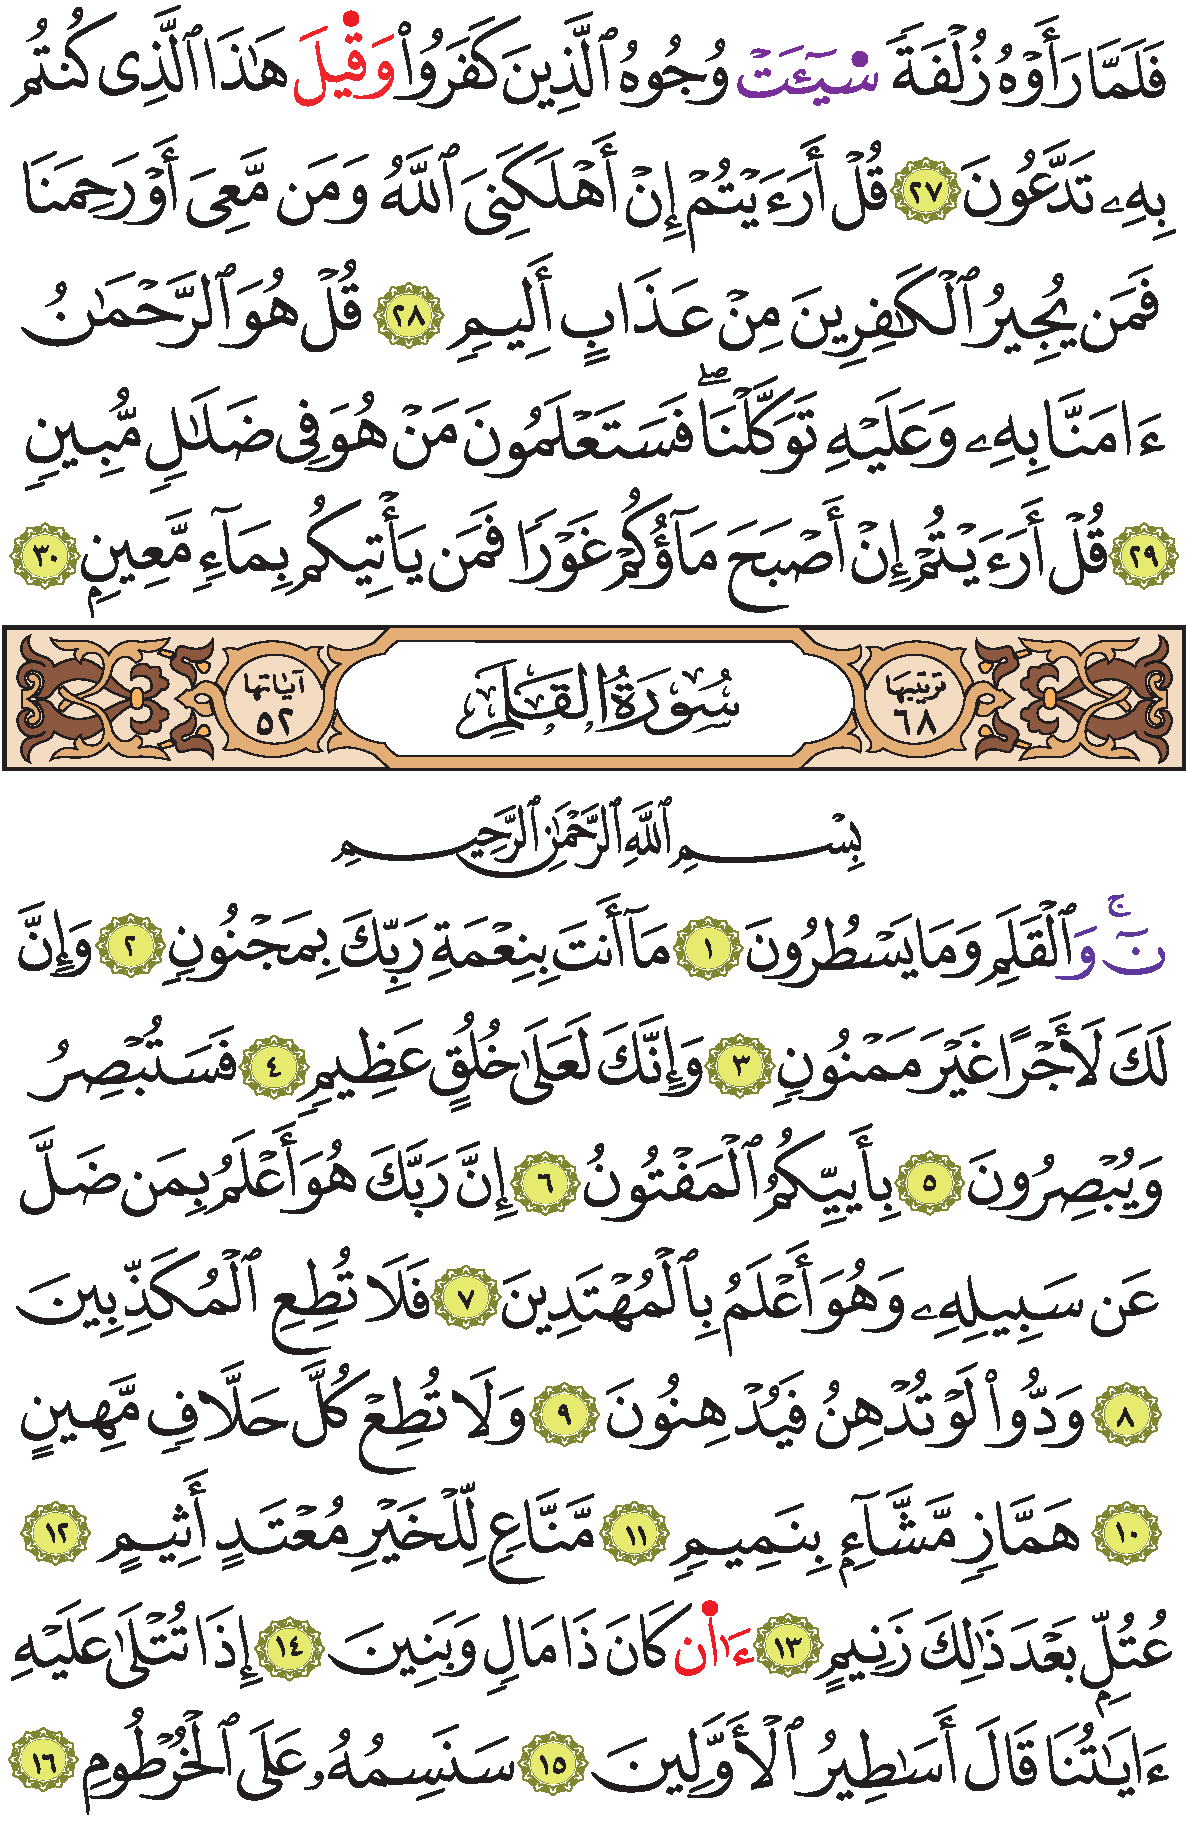 فَلَمَّا رَأَوۡهُ زُلۡفَةٗ سِيٓـَٔتۡ وُجُوهُ ٱلَّذِينَ كَفَرُواْ وَقِيلَ هَٰذَا ٱلَّذِي كُنتُم
بِهِۦ تَدَّعُونَ ٢٧ قُلۡ أَرَءَيۡتُمۡ إِنۡ أَهۡلَكَنِيَ ٱللَّهُ وَمَن مَّعِي أَوۡ رَحِمَنَا
فَمَن يُجِيرُ ٱلۡكَٰفِرِينَ مِنۡ عَذَابٍ أَلِيمٖ ٢٨ قُلۡ هُوَ ٱلرَّحۡمَٰنُ
ءَامَنَّا بِهِۦ وَعَلَيۡهِ تَوَكَّلۡنَاۖ فَسَتَعۡلَمُونَ مَنۡ هُوَ فِي ضَلَٰلٖ مُّبِينٖ
٢٩ قُلۡ أَرَءَيۡتُمۡ إِنۡ أَصۡبَحَ مَآؤُكُمۡ غَوۡرٗا فَمَن يَأۡتِيكُم بِمَآءٖ مَّعِينِۭ ٣٠
ترتيبها ٦٨ سُورَةُ القَلَمِ آياتها ٥٢
بِسۡمِ ٱللَّهِ ٱلرَّحۡمَٰنِ ٱلرَّحِيمِ
نٓۚ وَٱلۡقَلَمِ وَمَا يَسۡطُرُونَ ١ مَآ أَنتَ بِنِعۡمَةِ رَبِّكَ بِمَجۡنُونٖ ٢ وَإِنَّ
لَكَ لَأَجۡرًا غَيۡرَ مَمۡنُونٖ ٣ وَإِنَّكَ لَعَلَىٰ خُلُقٍ عَظِيمٖ ٤ فَسَتُبۡصِرُ
وَيُبۡصِرُونَ ٥ بِأَييِّكُمُ ٱلۡمَفۡتُونُ ٦ إِنَّ رَبَّكَ هُوَ أَعۡلَمُ بِمَن ضَلَّ
عَن سَبِيلِهِۦ وَهُوَ أَعۡلَمُ بِٱلۡمُهۡتَدِينَ ٧ فَلَا تُطِعِ ٱلۡمُكَذِّبِينَ
٨ وَدُّواْ لَوۡ تُدۡهِنُ فَيُدۡهِنُونَ ٩ وَلَا تُطِعۡ كُلَّ حَلَّافٖ مَّهِينٍ
١٠ هَمَّازٖ مَّشَّآءِۭ بِنَمِيمٖ ١١ مَّنَّاعٖ لِّلۡخَيۡرِ مُعۡتَدٍ أَثِيمٍ ١٢
عُتُلِّۭ بَعۡدَ ذَٰلِكَ زَنِيمٍ ١٣ ءَا۬ن كَانَ ذَا مَالٖ وَبَنِينَ ١٤ إِذَا تُتۡلَىٰ عَلَيۡهِ
ءَايَٰتُنَا قَالَ أَسَٰطِيرُ ٱلۡأَوَّلِينَ ١٥ سَنَسِمُهُۥ عَلَى ٱلۡخُرۡطُومِ ١٦